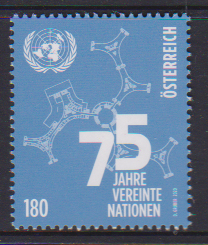 ÖSTERREICH
75
JAHRE
VEREINTE
NATIONEN
180